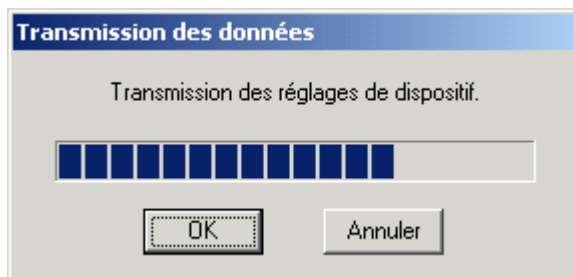 Transmission des données
Transmission des réglages de dispositif.
OK
Annuler